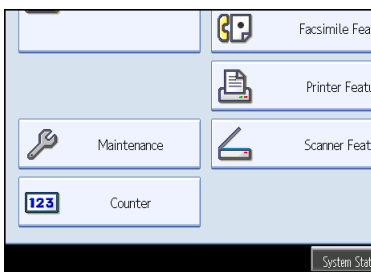 Facsimile Fea
Printer Featu
Maintenance
Scanner Feat
123
Counter
System Stat